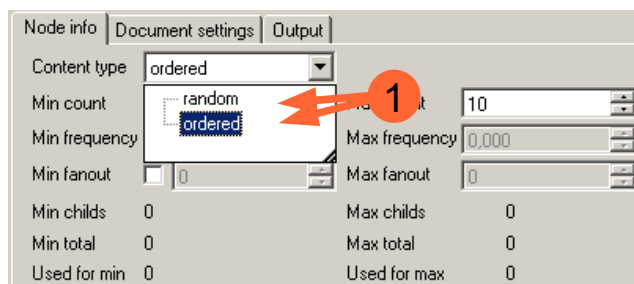 Node info Document settings Output
Content type ordered
Min count random 1 10
ordered
Min frequency Max frequency 0,000
Min fanout 0 Max fanout 0
Min childs 0 Max childs 0
Min total 0 Max total 0
Used for min 0 Used for max 0